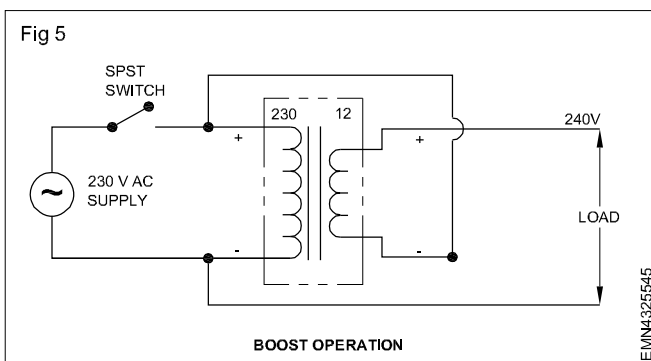 Fig 5
SPST
SWITCH
230
12
+
+
240V
~
230 V AC
SUPPLY
LOAD
-
-
BOOST OPERATION
EMN4325545